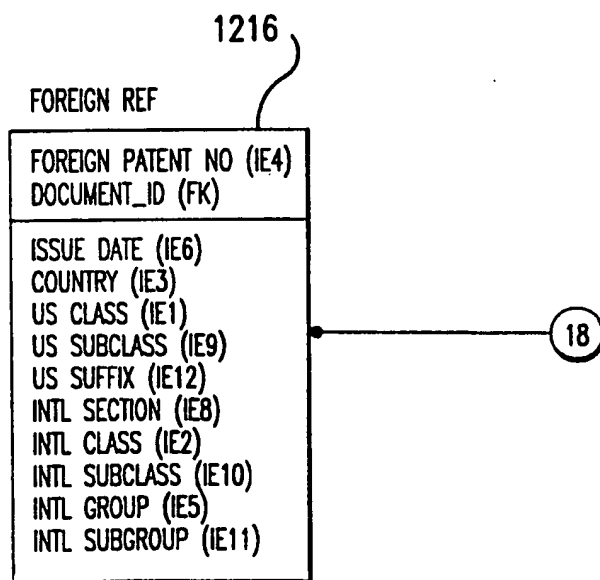 1216
FOREIGN REF
FOREIGN PATENT NO (IE4)
DOCUMENT_ID (FK)
ISSUE DATE (IE6)
COUNTRY (IE3)
US CLASS (IE1)
US SUBCLASS (IE9)
US SUFFIX (IE12)
INTL SECTION (IE8)
INTL CLASS (IE2)
INTL SUBCLASS (IE10)
INTL GROUP (IE5)
INTL SUBGROUP (IE11)
18